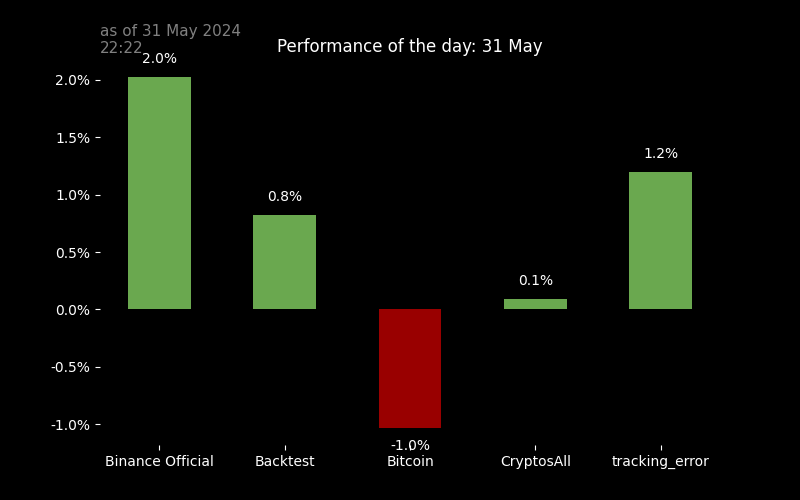 as of 31 May 2024
22:22
Performance of the day: 31 May
2.0%
0.8%
-1.0%
0.1%
1.2%
2.0%
1.5%
1.0%
0.5%
0.0%
-0.5%
-1.0%
Binance Official
Backtest
Bitcoin
CryptosAll
tracking_error